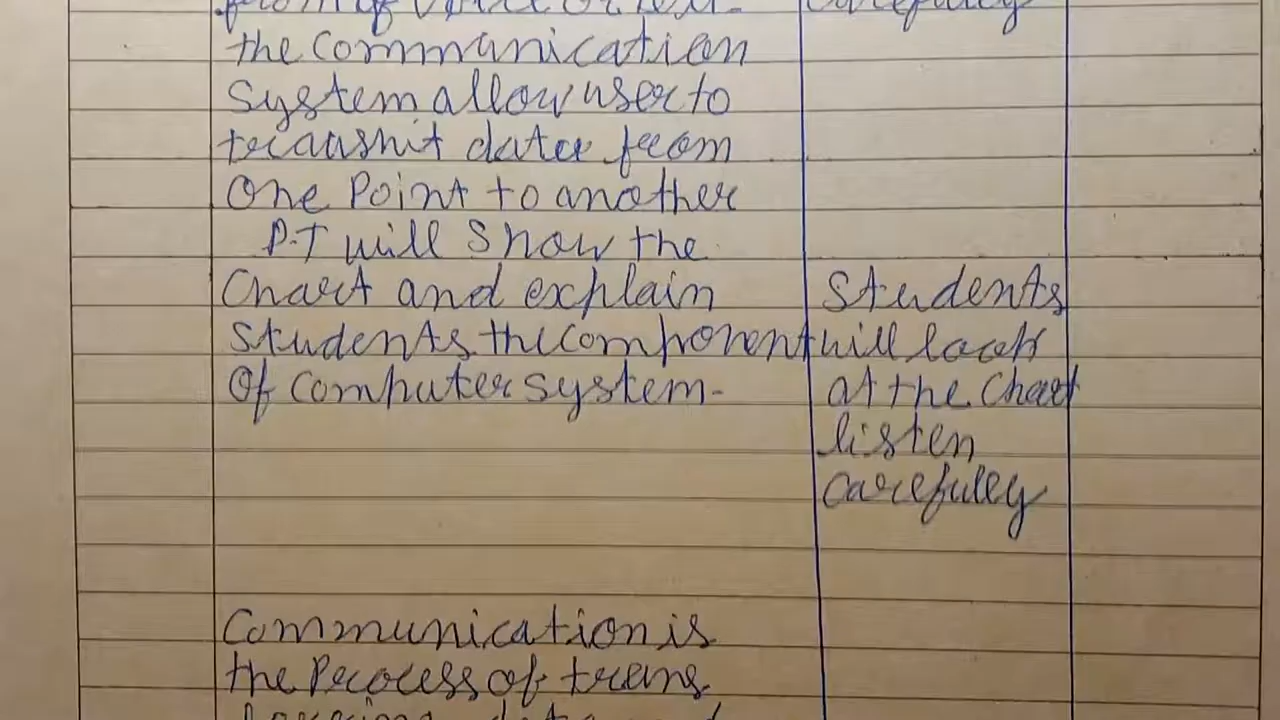 carefully
the Communication
System allow user to
transhit data from
One Point to another
P.T will Show the
Chart and explain
Students the Component
Of Computer system-
Students
will look
at the Chart
listen
Carefully
Communication is
the Process of trans